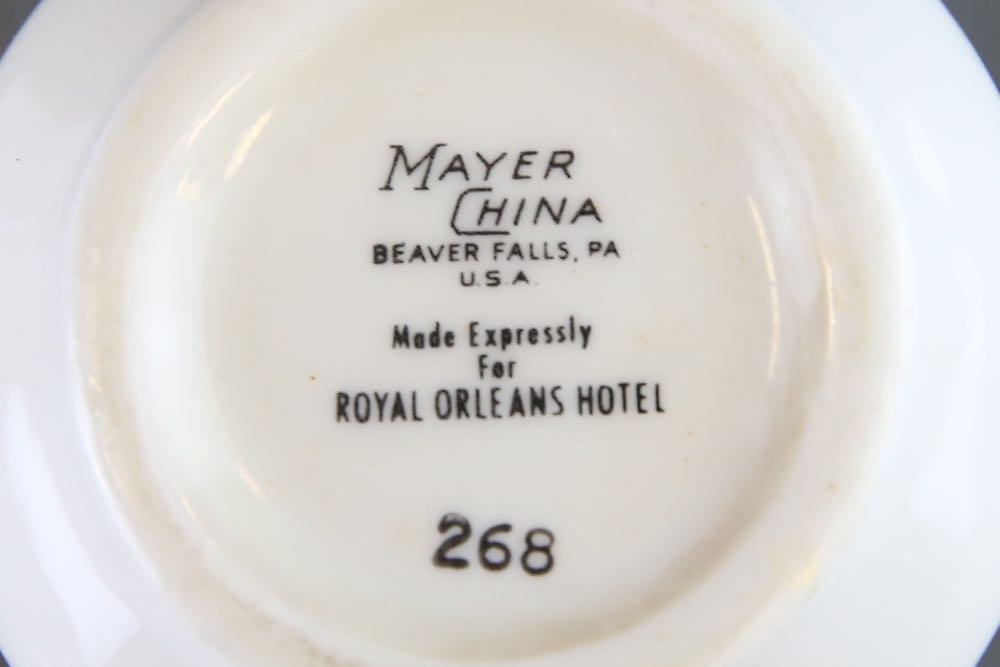 MAYER
CHINA
BEAVER FALLS, PA
U.S.A.
Made Expressly
For
ROYAL ORLEANS HOTEL
268